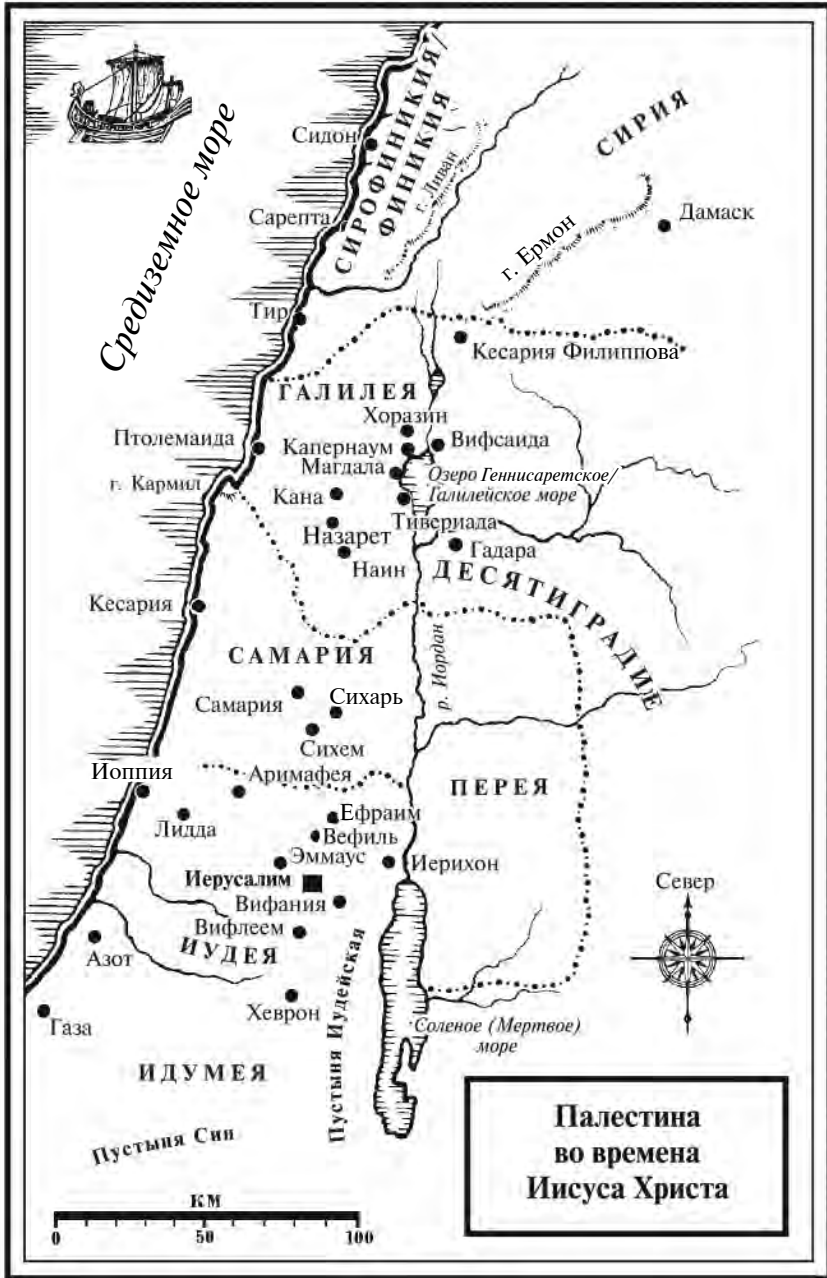 Средиземное море
СИРОФИНИКИЯ/
ФИНИКИЯ
г. Ливан
СИРИЯ
Сидон
Сарепта
Дамаск
г. Ермон
Тир
Кесария Филиппова
ГАЛИЛЕЯ
Хоразин
Птолемаида
Капернаум
Вифсаида
Магдала
Озеро Геннисаретское/
Галилейское море
г. Кармил
Кана
Тивериада
Назарет
Гадара
Наин
ДЕСЯТИГРАДИЕ
Кесария
САМАРИЯ
р. Иордан
Самария
Сихарь
Сихем
Иоппия
Аримафея
ПЕРЕЯ
Ефраим
Лидда
Вефиль
Эммаус
Иерихон
Иерусалим
Север
Вифания
Вифлеем
ИУДЕЯ
Азот
Пустыня Иудейская
Хеврон
Газа
Соленое (Мертвое)
море
ИДУМЕЯ
Пустыня Син
Палестина
во времена
Иисуса Христа
км
0 50 100